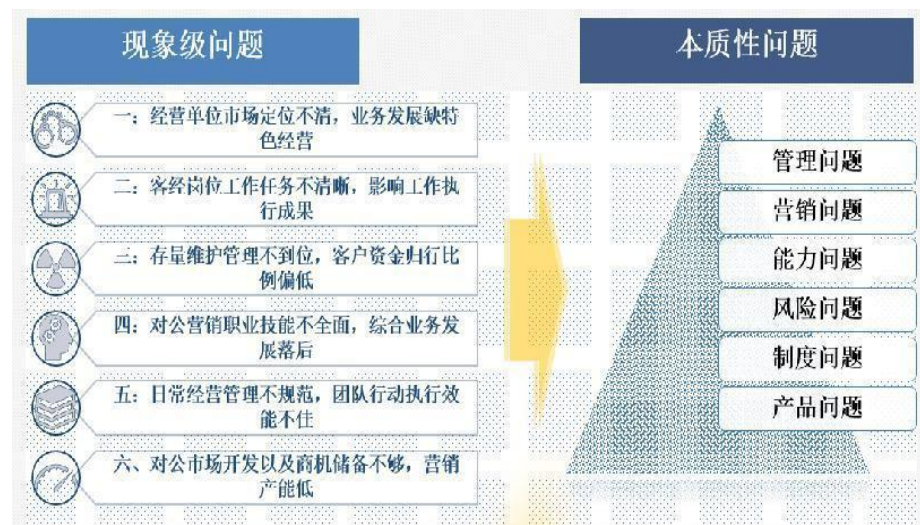 现象级问题
本质性问题
一：经营单位市场定位不清，业务发展缺特
色经营
二：客经岗位工作任务不清晰，影响工作执
行成果
三：存量维护管理不到位，客户资金归行比
例偏低
四：对公营销职业技能不全面，综合业务发
展落后
五：日常经营管理不规范，团队行动执行效
能不佳
六、对公市场开发以及商机储备不够，营销
产能低
管理问题
营销问题
能力问题
风险问题
制度问题
产品问题